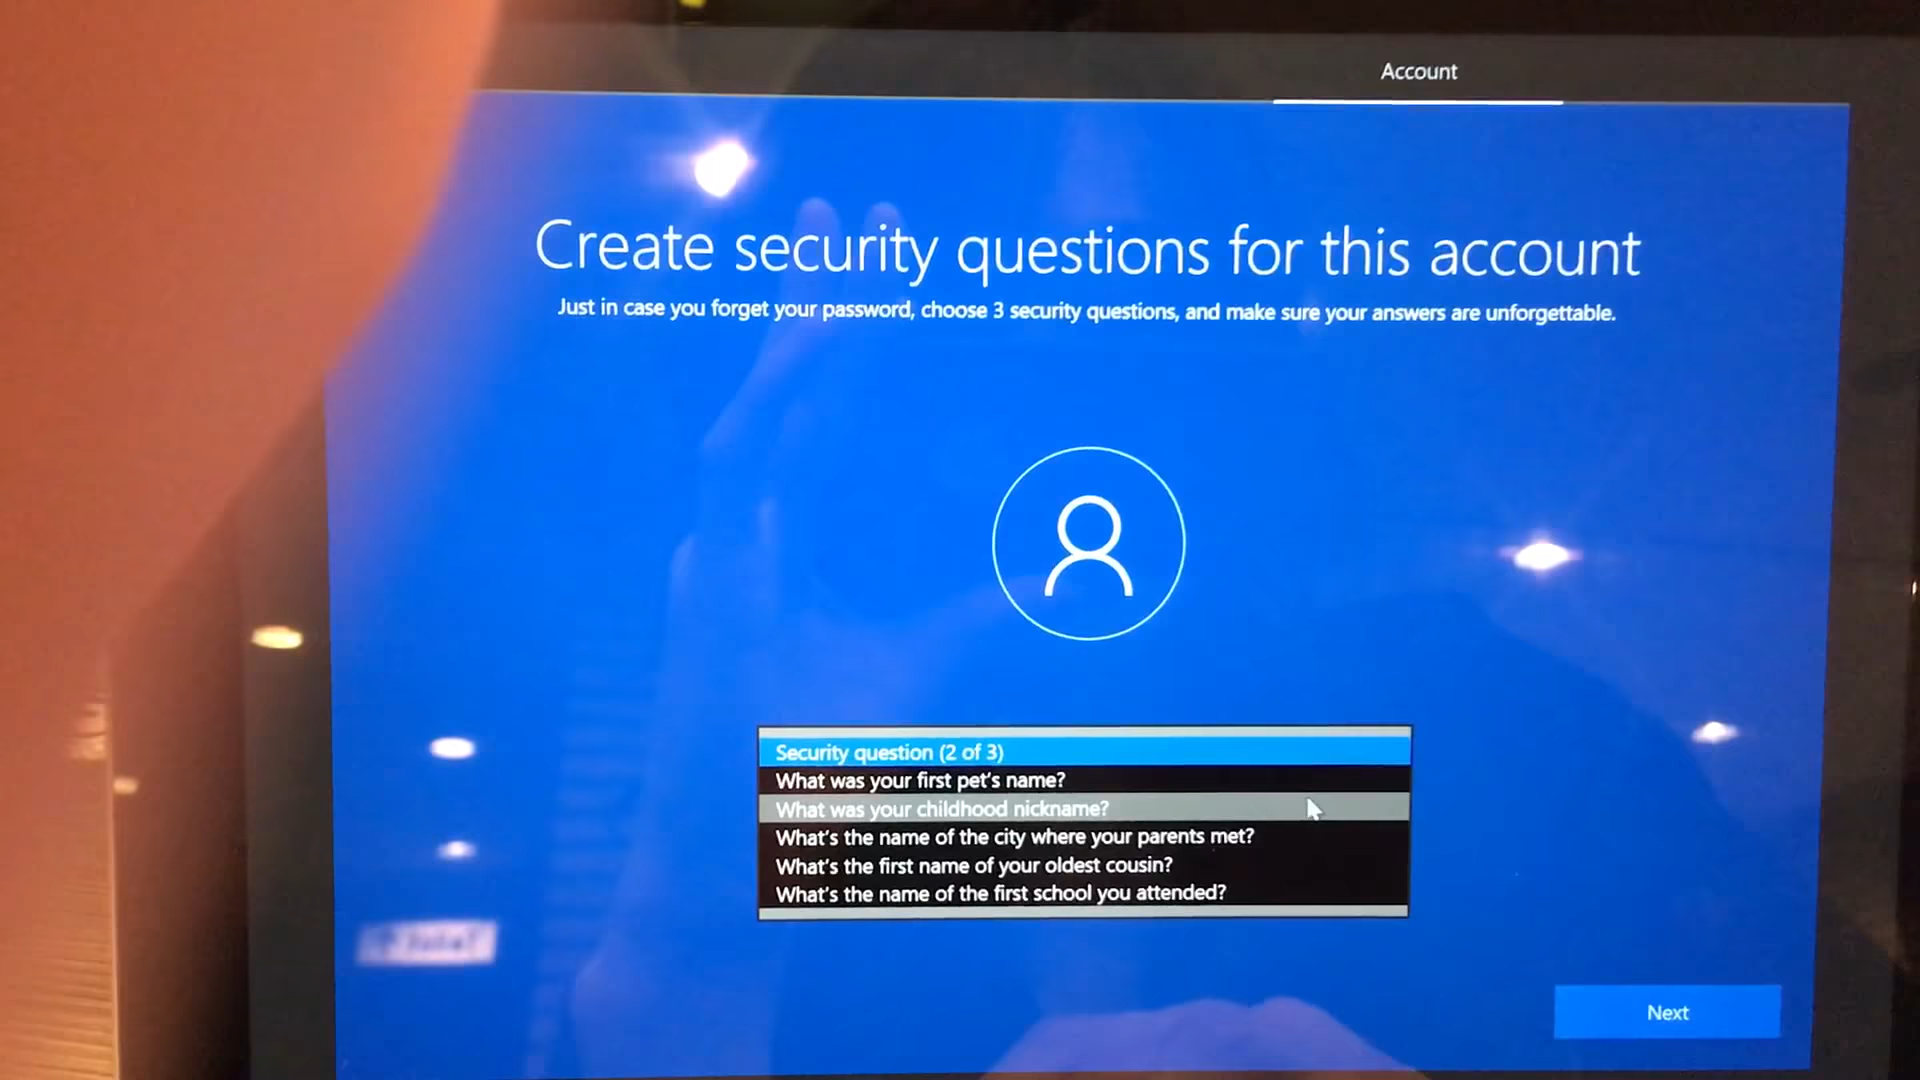 Account
Create security questions for this account
Just in case you forget your password, choose 3 security questions, and make sure your answers are unforgettable.
Security question (2 of 3)
What was your first pet's name?
What was your childhood nickname?
What's the name of the city where your parents met?
What's the first name of your oldest cousin?
What's the name of the first school you attended?
Next